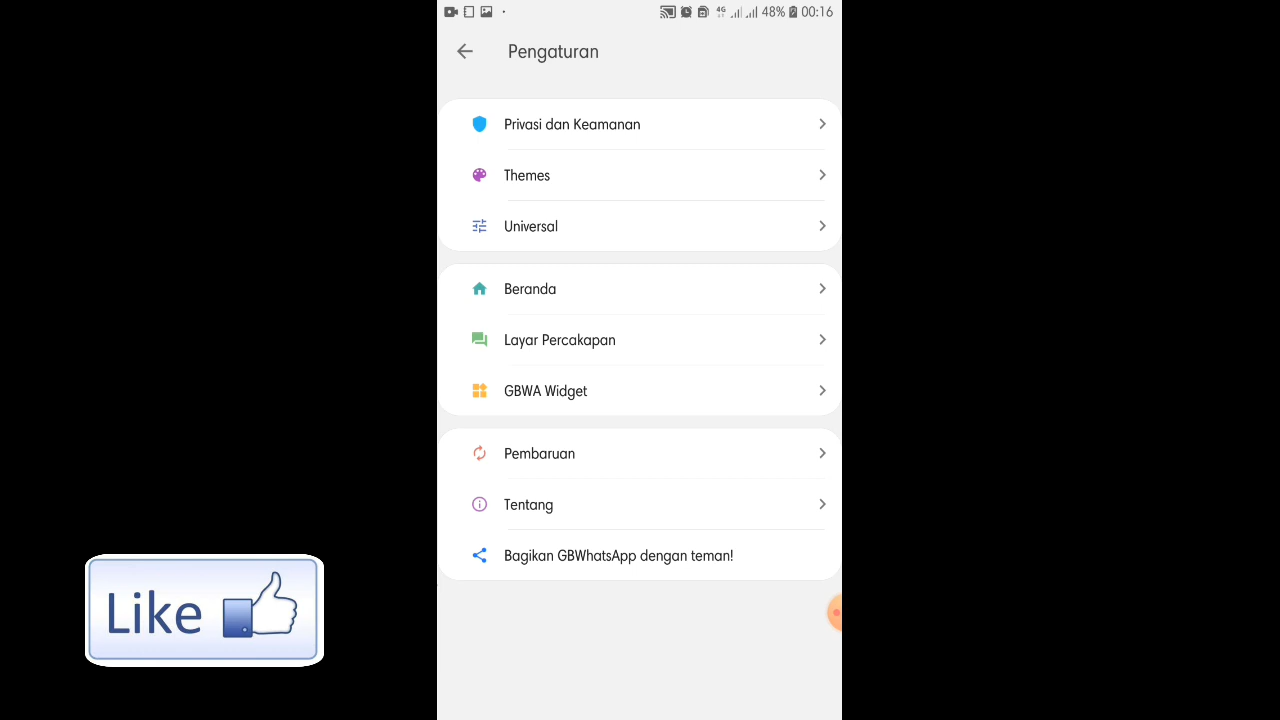 4G 48% 00:16
Pengaturan
Privasi dan Keamanan
Themes
Universal
Beranda
Layar Percakapan
GBWA Widget
Pembaruan
Tentang
Bagikan GBWhatsApp dengan teman!
Like